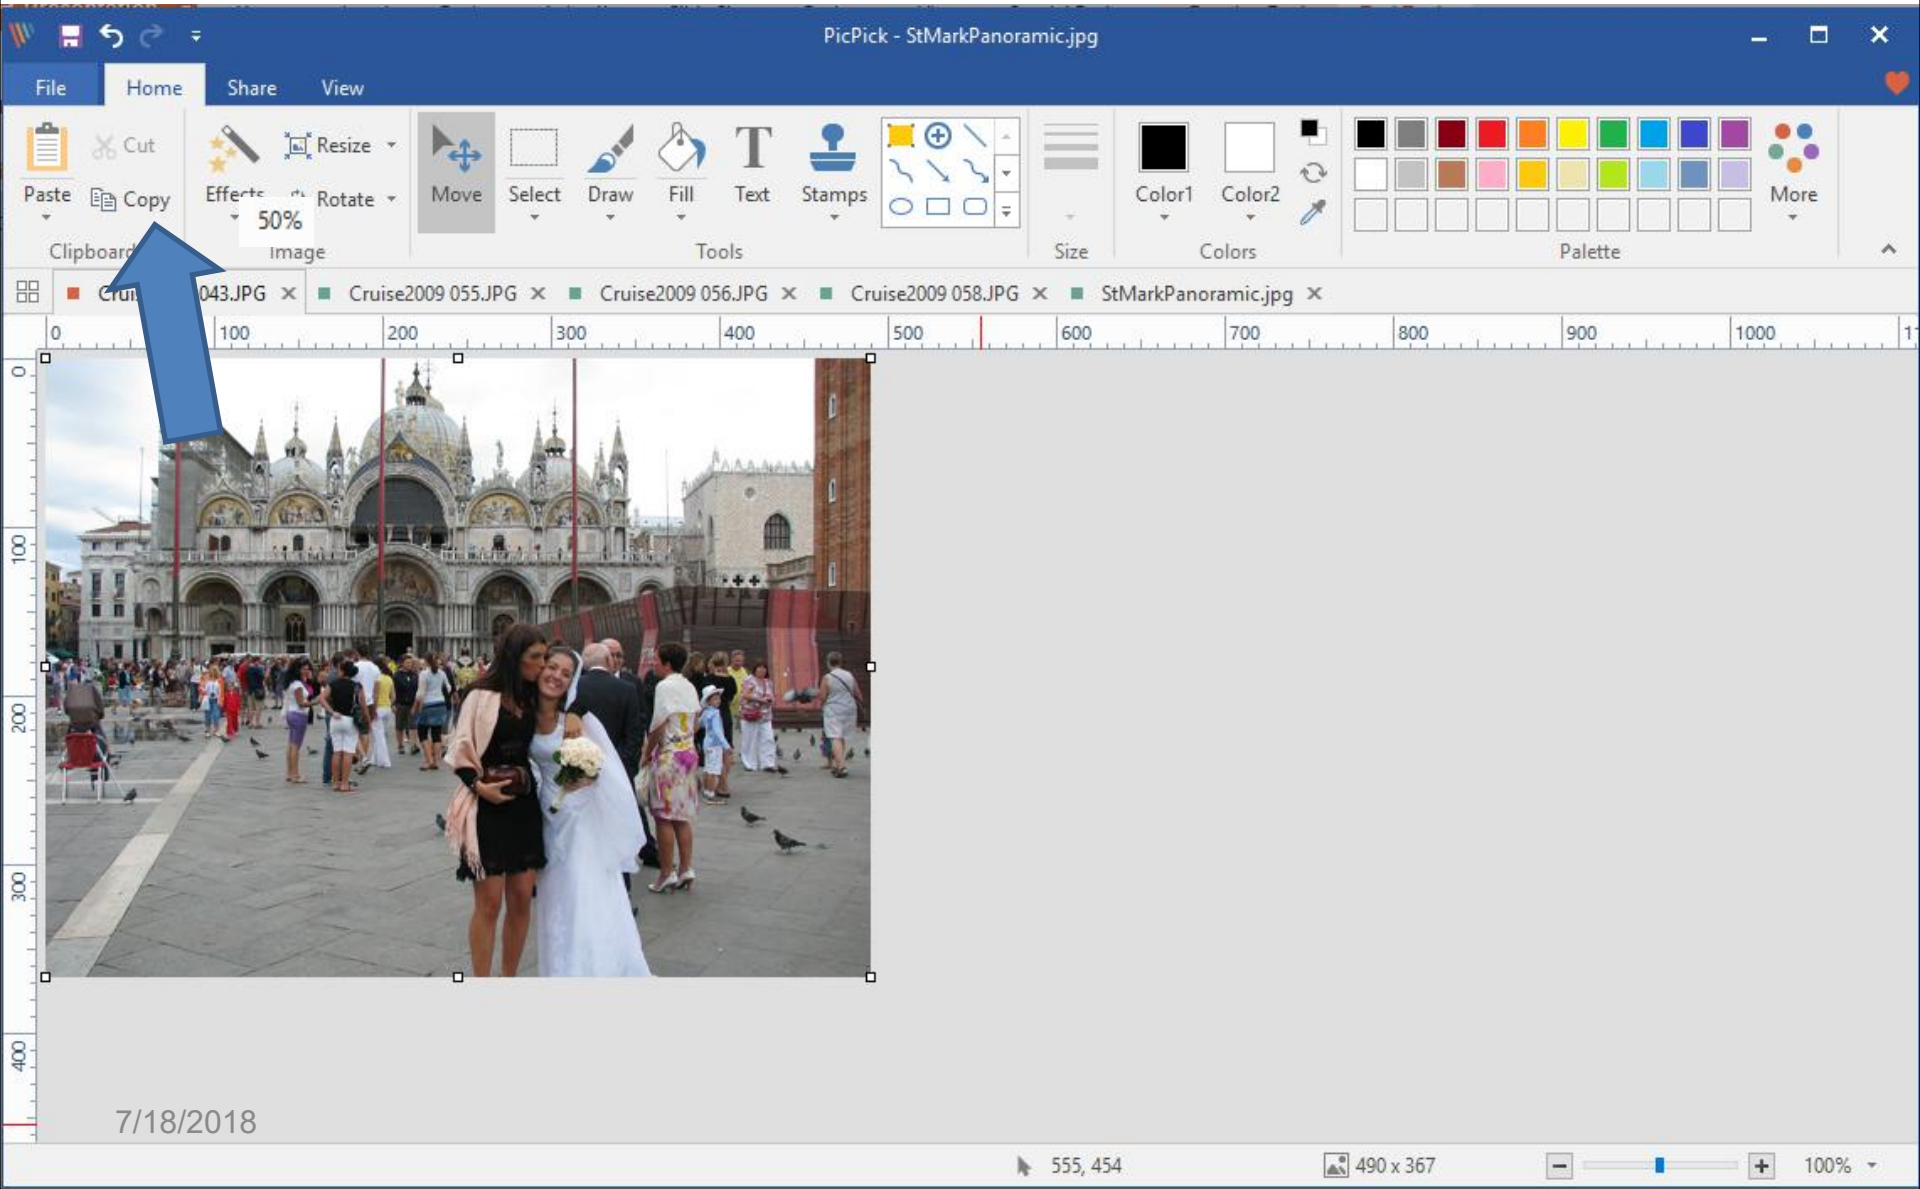 PicPick - StMarkPanoramic.jpg
File Home Share View
Paste Cut Copy
Effects Resize Rotate
50%
Move Select Draw Fill Text Stamps
Color1 Color2
More
Image Tools Size Colors Palette
043.JPG Cruise2009 055.JPG Cruise2009 056.JPG Cruise2009 058.JPG StMarkPanoramic.jpg
0 100 200 300 400 500 600 700 800 900 1000
0
100
200
300
400
7/18/2018
555, 454 490 x 367 100%